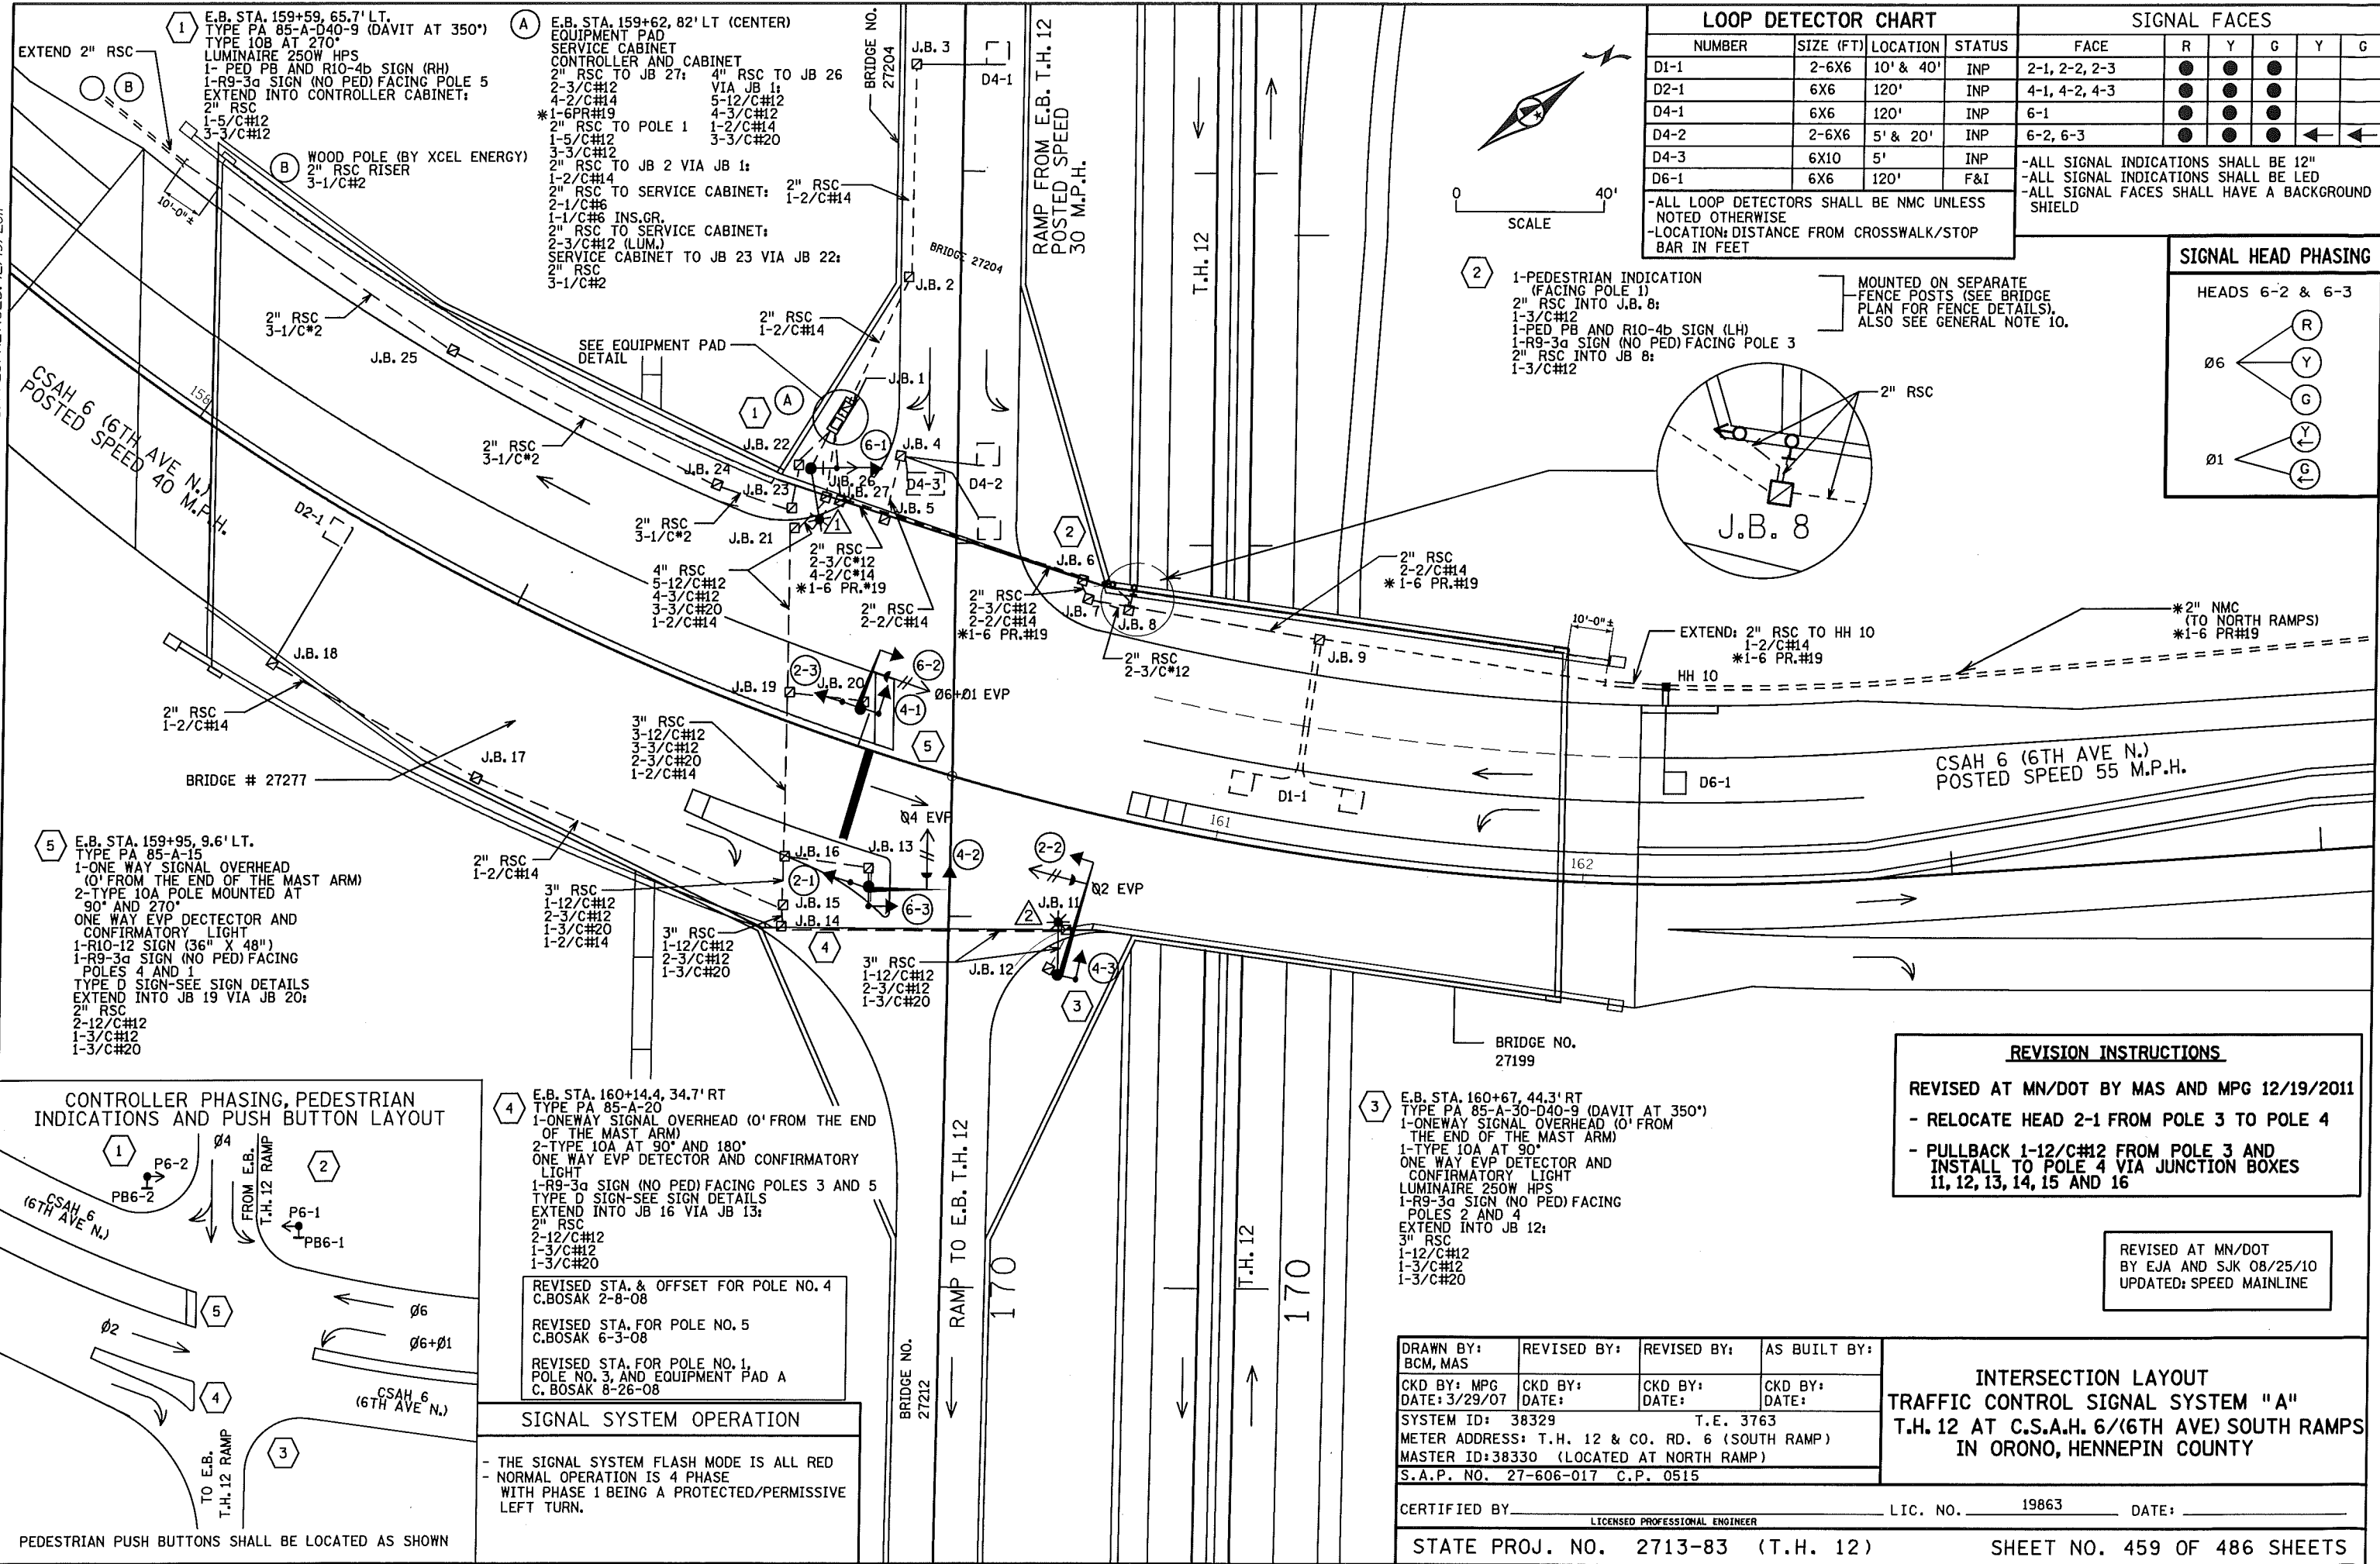 1
E.B. STA. 159+59, 65.7' LT.
TYPE PA 85-A-D40-9 (DAVIT AT 350°)
TYPE 10B AT 270°
LUMINAIRE 250W HPS
1- PED PB AND R10-4b SIGN (RH)
1-R9-3a SIGN (NO PED) FACING POLE 5
EXTEND INTO CONTROLLER CABINET:
2" RSC
1-5/C#12
3-3/C#12
EXTEND 2" RSC
B
B
WOOD POLE (BY XCEL ENERGY)
2" RSC RISER
3-1/C#2
10'-0"±
A
E.B. STA. 159+62, 82' LT (CENTER)
EQUIPMENT PAD
SERVICE CABINET
CONTROLLER AND CABINET
2" RSC TO JB 27:
2-3/C#12
4-2/C#14
*1-6PR#19
2" RSC TO POLE 1
1-5/C#12
3-3/C#12
2" RSC TO JB 2 VIA JB 1:
1-2/C#14
2" RSC TO SERVICE CABINET:
2-1/C#6
1-1/C#6 INS.GR.
2" RSC TO SERVICE CABINET:
2-3/C#12 (LUM.)
SERVICE CABINET TO JB 23 VIA JB 22:
2" RSC
3-1/C#2
4" RSC TO JB 26
VIA JB 1:
5-12/C#12
4-3/C#12
1-2/C#14
3-3/C#20
BRIDGE NO.
27204
J.B. 3
D4-1
2" RSC
1-2/C#14
RAMP FROM E.B. T.H. 12
POSTED SPEED
30 M.P.H.
BRIDGE 27204
J.B. 2
T.H. 12
0
40'
SCALE
LOOP DETECTOR CHART
NUMBER SIZE (FT) LOCATION STATUS
D1-1 2-6X6 10' & 40' INP
D2-1 6X6 120' INP
D4-1 6X6 120' INP
D4-2 2-6X6 5' & 20' INP
D4-3 6X10 5' INP
D6-1 6X6 120' F&I
-ALL LOOP DETECTORS SHALL BE NMC UNLESS
NOTED OTHERWISE
-LOCATION: DISTANCE FROM CROSSWALK/STOP
BAR IN FEET
SIGNAL FACES
FACE R Y G Y G
2-1, 2-2, 2-3
4-1, 4-2, 4-3
6-1
6-2, 6-3
-ALL SIGNAL INDICATIONS SHALL BE 12"
-ALL SIGNAL INDICATIONS SHALL BE LED
-ALL SIGNAL FACES SHALL HAVE A BACKGROUND
SHIELD
SIGNAL HEAD PHASING
HEADS 6-2 & 6-3
R
Ø6
Y
G
Y
Ø1
G
2
1-PEDESTRIAN INDICATION
(FACING POLE 1)
2" RSC INTO J.B. 8:
1-3/C#12
1-PED PB AND R10-4b SIGN (LH)
1-R9-3a SIGN (NO PED) FACING POLE 3
2" RSC INTO JB 8:
1-3/C#12
MOUNTED ON SEPARATE
FENCE POSTS (SEE BRIDGE
PLAN FOR FENCE DETAILS).
ALSO SEE GENERAL NOTE 10.
2" RSC
J.B. 8
2" RSC
3-1/C#2
J.B. 25
SEE EQUIPMENT PAD
DETAIL
2" RSC
1-2/C#14
J.B. 1
1
A
CSAH 6 (6TH AVE N.)
POSTED SPEED 40 M.P.H.
158
D2-1
2" RSC
3-1/C#2
J.B. 22
J.B. 24
J.B. 23
6-1
J.B. 4
J.B. 26
J.B. 27
D4-3
D4-2
J.B. 5
1
2" RSC
3-1/C#2
J.B. 21
2" RSC
2-3/C#12
4-2/C#14
*1-6 PR.#19
4" RSC
5-12/C#12
4-3/C#12
3-3/C#20
1-2/C#14
2" RSC
2-2/C#14
2
J.B. 6
J.B. 7
J.B. 8
2" RSC
2-3/C#12
2-2/C#14
*1-6 PR.#19
2" RSC
2-3/C#12
2" RSC
2-2/C#14
*1-6 PR.#19
J.B. 9
10'-0"±
EXTEND: 2" RSC TO HH 10
1-2/C#14
*1-6 PR.#19
HH 10
*2" NMC
(TO NORTH RAMPS)
*1-6 PR#19
D6-1
CSAH 6 (6TH AVE N.)
POSTED SPEED 55 M.P.H.
D1-1
161
162
J.B. 18
2" RSC
1-2/C#14
BRIDGE # 27277
J.B. 17
2" RSC
1-2/C#14
2-3
J.B. 19
J.B. 20
6-2
Ø6+Ø1 EVP
4-1
5
3" RSC
3-12/C#12
3-3/C#12
2-3/C#20
1-2/C#14
Ø4 EVP
J.B. 13
4-2
J.B. 16
2-1
J.B. 15
J.B. 14
6-3
4
3" RSC
1-12/C#12
2-3/C#12
1-3/C#20
1-2/C#14
3" RSC
1-12/C#12
2-3/C#12
1-3/C#20
3" RSC
1-12/C#12
2-3/C#12
1-3/C#20
J.B. 12
2-2
Ø2 EVP
2
J.B. 11
4-3
3
BRIDGE NO.
27199
5
E.B. STA. 159+95, 9.6' LT.
TYPE PA 85-A-15
1-ONE WAY SIGNAL OVERHEAD
(0' FROM THE END OF THE MAST ARM)
2-TYPE 10A POLE MOUNTED AT
90° AND 270°
ONE WAY EVP DECTECTOR AND
CONFIRMATORY LIGHT
1-R10-12 SIGN (36" X 48")
1-R9-3a SIGN (NO PED) FACING
POLES 4 AND 1
TYPE D SIGN-SEE SIGN DETAILS
EXTEND INTO JB 19 VIA JB 20:
2" RSC
2-12/C#12
1-3/C#12
1-3/C#20
CONTROLLER PHASING, PEDESTRIAN
INDICATIONS AND PUSH BUTTON LAYOUT
1
P6-2
PB6-2
Ø4
FROM E.B.
T.H. 12 RAMP
2
P6-1
PB6-1
CSAH 6
(6TH AVE N.)
5
Ø6
Ø2
Ø6+Ø1
4
CSAH 6
(6TH AVE N.)
TO E.B.
T.H. 12 RAMP
3
PEDESTRIAN PUSH BUTTONS SHALL BE LOCATED AS SHOWN
4
E.B. STA. 160+14.4, 34.7' RT
TYPE PA 85-A-20
1-ONEWAY SIGNAL OVERHEAD (0' FROM THE END
OF THE MAST ARM)
2-TYPE 10A AT 90° AND 180°
ONE WAY EVP DETECTOR AND CONFIRMATORY
LIGHT
1-R9-3a SIGN (NO PED) FACING POLES 3 AND 5
TYPE D SIGN-SEE SIGN DETAILS
EXTEND INTO JB 16 VIA JB 13:
2" RSC
2-12/C#12
1-3/C#12
1-3/C#20
REVISED STA. & OFFSET FOR POLE NO. 4
C.BOSAK 2-8-08
REVISED STA. FOR POLE NO. 5
C.BOSAK 6-3-08
REVISED STA. FOR POLE NO. 1,
POLE NO. 3, AND EQUIPMENT PAD A
C. BOSAK 8-26-08
SIGNAL SYSTEM OPERATION
- THE SIGNAL SYSTEM FLASH MODE IS ALL RED
- NORMAL OPERATION IS 4 PHASE
WITH PHASE 1 BEING A PROTECTED/PERMISSIVE
LEFT TURN.
BRIDGE NO.
27212
RAMP TO E.B. T.H. 12
170
T.H. 12
170
3
E.B. STA. 160+67, 44.3' RT
TYPE PA 85-A-30-D40-9 (DAVIT AT 350°)
1-ONEWAY SIGNAL OVERHEAD (0' FROM
THE END OF THE MAST ARM)
1-TYPE 10A AT 90°
ONE WAY EVP DETECTOR AND
CONFIRMATORY LIGHT
LUMINAIRE 250W HPS
1-R9-3a SIGN (NO PED) FACING
POLES 2 AND 4
EXTEND INTO JB 12:
3" RSC
1-12/C#12
1-3/C#12
1-3/C#20
REVISION INSTRUCTIONS
REVISED AT MN/DOT BY MAS AND MPG 12/19/2011
- RELOCATE HEAD 2-1 FROM POLE 3 TO POLE 4
- PULLBACK 1-12/C#12 FROM POLE 3 AND
INSTALL TO POLE 4 VIA JUNCTION BOXES
11, 12, 13, 14, 15 AND 16
REVISED AT MN/DOT
BY EJA AND SJK 08/25/10
UPDATED: SPEED MAINLINE
DRAWN BY: REVISED BY: REVISED BY: AS BUILT BY:
BCM, MAS
CKD BY: MPG CKD BY: CKD BY: CKD BY:
DATE: 3/29/07 DATE: DATE: DATE:
SYSTEM ID: 38329 T.E. 3763
METER ADDRESS: T.H. 12 & CO. RD. 6 (SOUTH RAMP)
MASTER ID:38330 (LOCATED AT NORTH RAMP)
S.A.P. NO. 27-606-017 C.P. 0515
INTERSECTION LAYOUT
TRAFFIC CONTROL SIGNAL SYSTEM "A"
T.H. 12 AT C.S.A.H. 6/(6TH AVE) SOUTH RAMPS
IN ORONO, HENNEPIN COUNTY
CERTIFIED BY LIC. NO. 19863 DATE:
LICENSED PROFESSIONAL ENGINEER
STATE PROJ. NO. 2713-83 (T.H. 12) SHEET NO. 459 OF 486 SHEETS